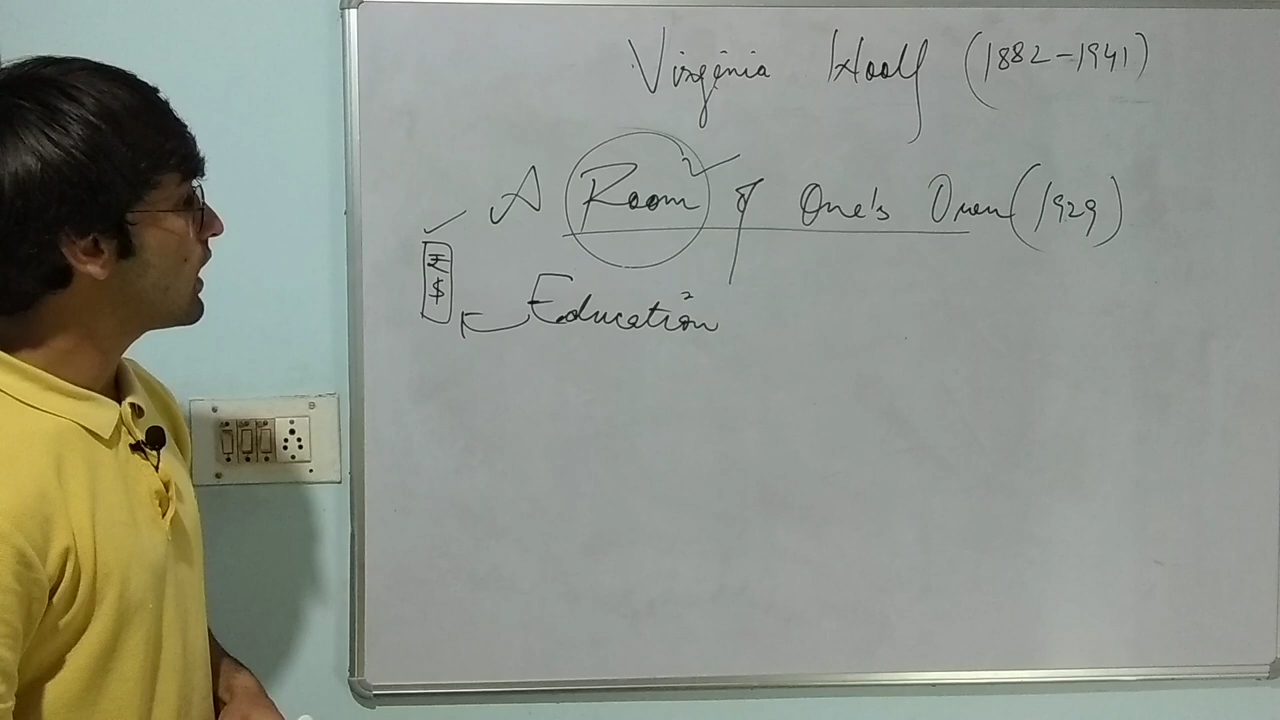 Virginia Woolf (1882-1941)
A Room of One's Own (1929)
₹
$
Education